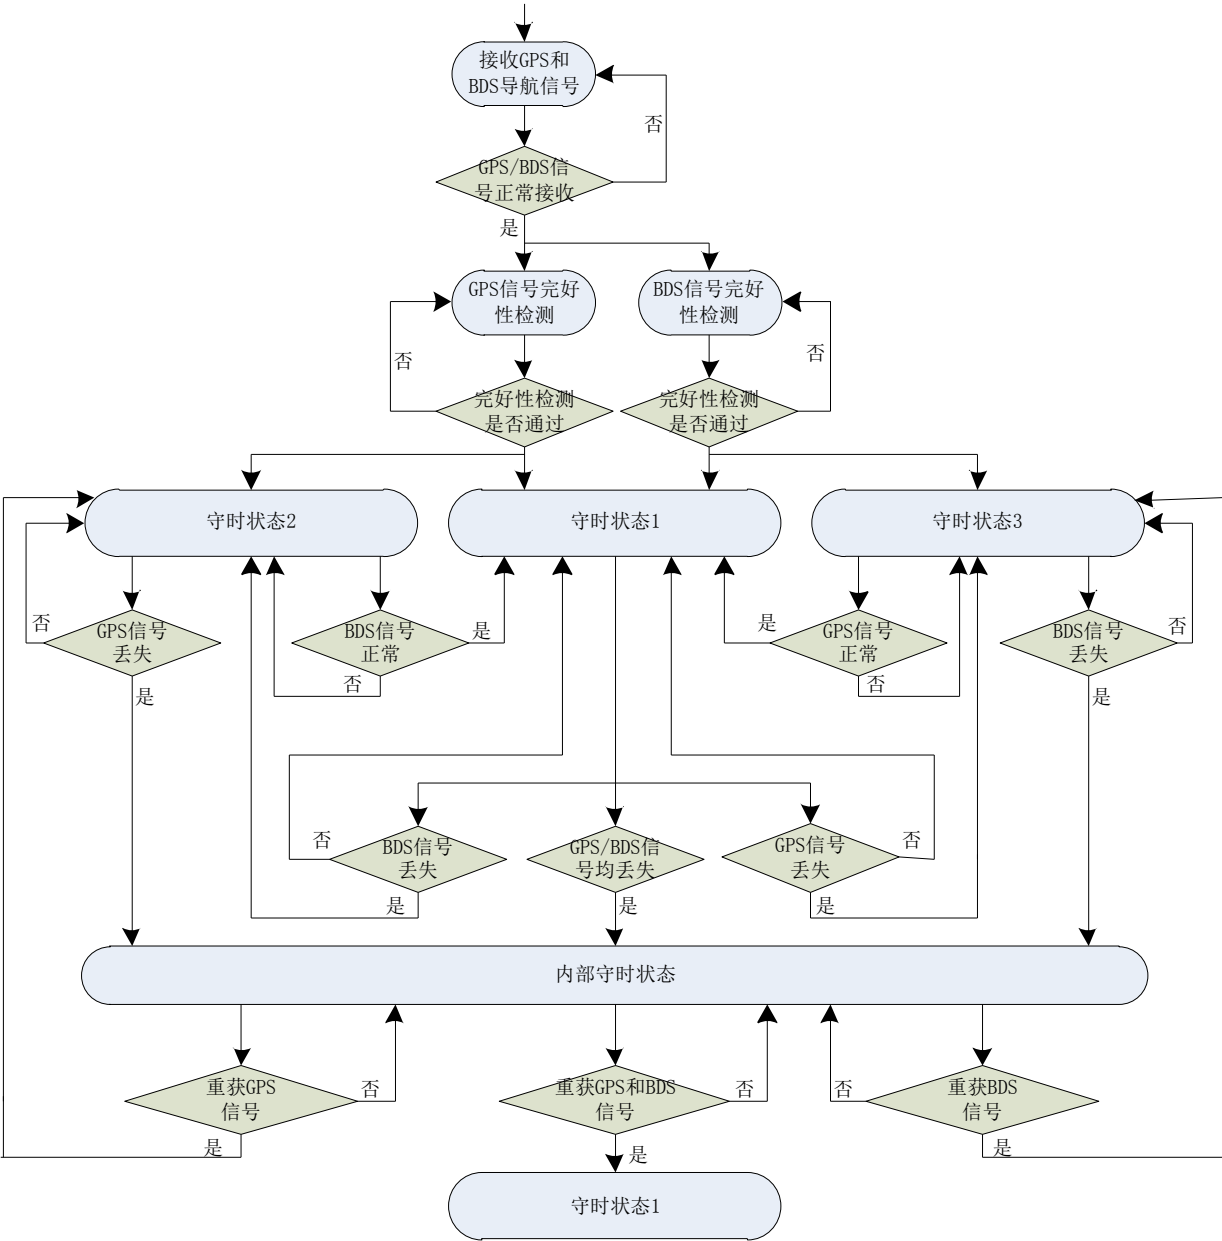 接收GPS和
BDS导航信号
否
GPS/BDS信
号正常接收
是
GPS信号完好
性检测
BDS信号完好
性检测
否
否
完好性检测
是否通过
完好性检测
是否通过
守时状态2
守时状态1
守时状态3
否
GPS信号
丢失
BDS信号
正常
是
是
GPS信号
正常
BDS信号
丢失
否
是
否
否
是
否
BDS信号
丢失
GPS/BDS信
号均丢失
GPS信号
丢失
否
是
是
是
内部守时状态
重获GPS
信号
否
重获GPS和BDS
信号
否
否
重获BDS
信号
是
是
是
守时状态1